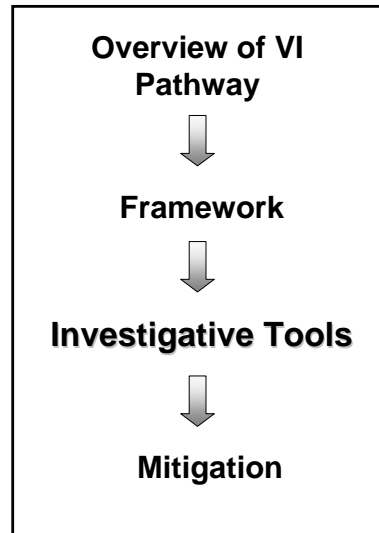 Overview of VI
Pathway
Framework
Investigative Tools
Mitigation